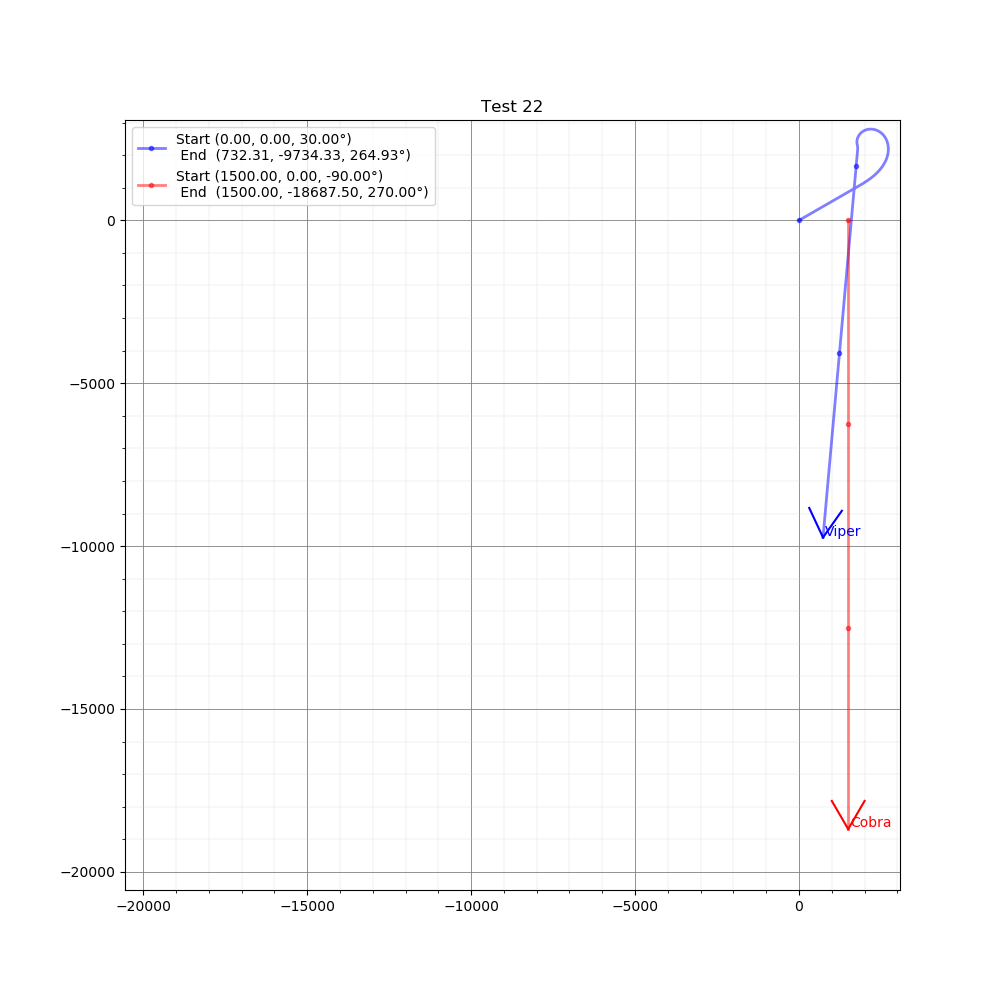 Test 22
Start (0.00, 0.00, 30.00°)
End (732.31, -9734.33, 264.93°)
Start (1500.00, 0.00, -90.00°)
End (1500.00, -18687.50, 270.00°)
0
−5000
−10000
−15000
−20000
Viper
Cobra
−20000
−15000
−10000
−5000
0